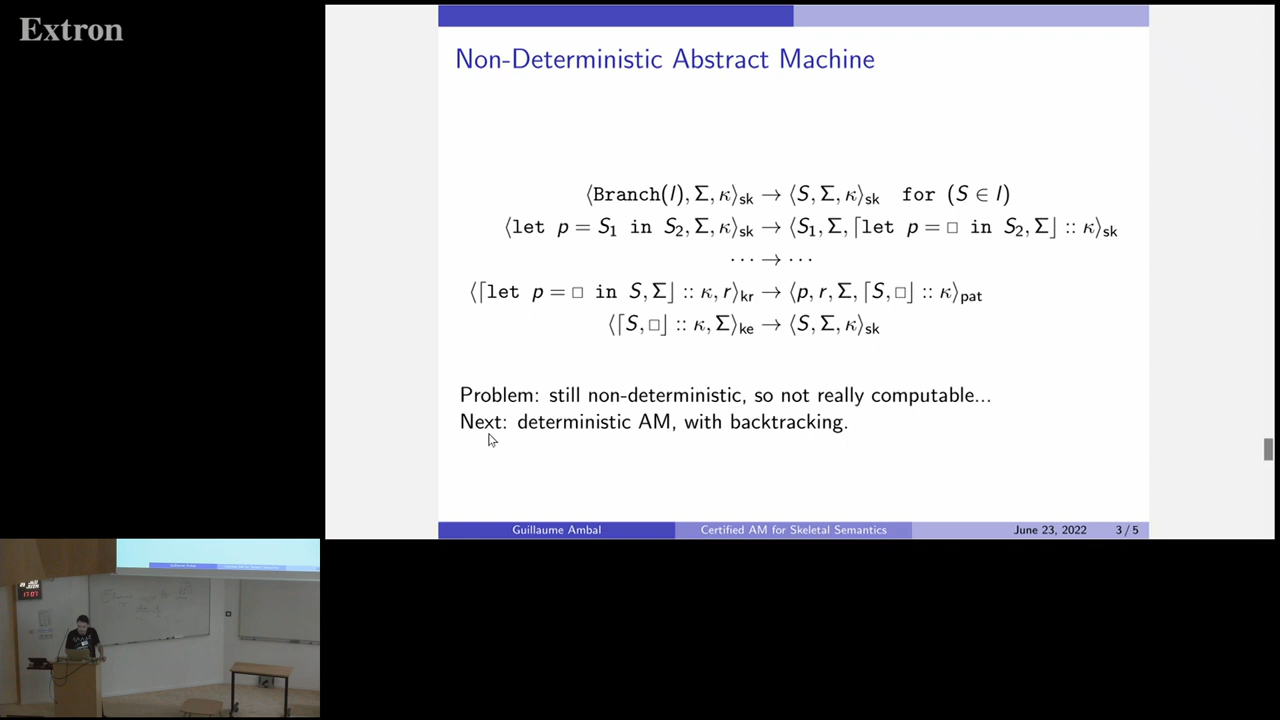 Extron
Non-Deterministic Abstract Machine
⟨Branch(l), Σ, κ⟩sk → ⟨S, Σ, κ⟩sk for (S ∈ l)
⟨let p = S₁ in S₂, Σ, κ⟩sk → ⟨S₁, Σ, ⌈let p = □ in S₂, Σ⌋ :: κ⟩sk
··· → ···
⟨⌈let p = □ in S, Σ⌋ :: κ, r⟩kr → ⟨p, r, Σ, ⌈S, □⌋ :: κ⟩pat
⟨⌈S, □⌋ :: κ, Σ⟩ke → ⟨S, Σ, κ⟩sk
Problem: still non-deterministic, so not really computable...
Next: deterministic AM, with backtracking.
Guillaume Ambal Certified AM for Skeletal Semantics June 23, 2022 3 / 5